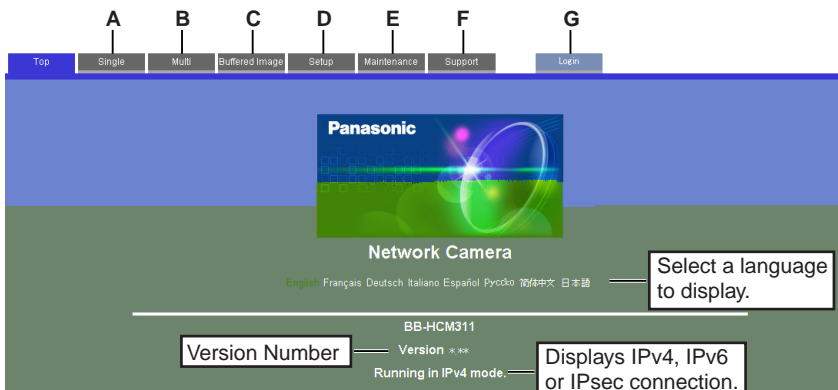 A B C D E F G
Top Single Multi Buffered Image Setup Maintenance Support Login
Panasonic
Network Camera
English Français Deutsch Italiano Español Русско 简体中文 日本語
Select a language
to display.
BB-HCM311
Version Number
Version ***
Running in IPv4 mode.
Displays IPv4, IPv6
or IPsec connection.